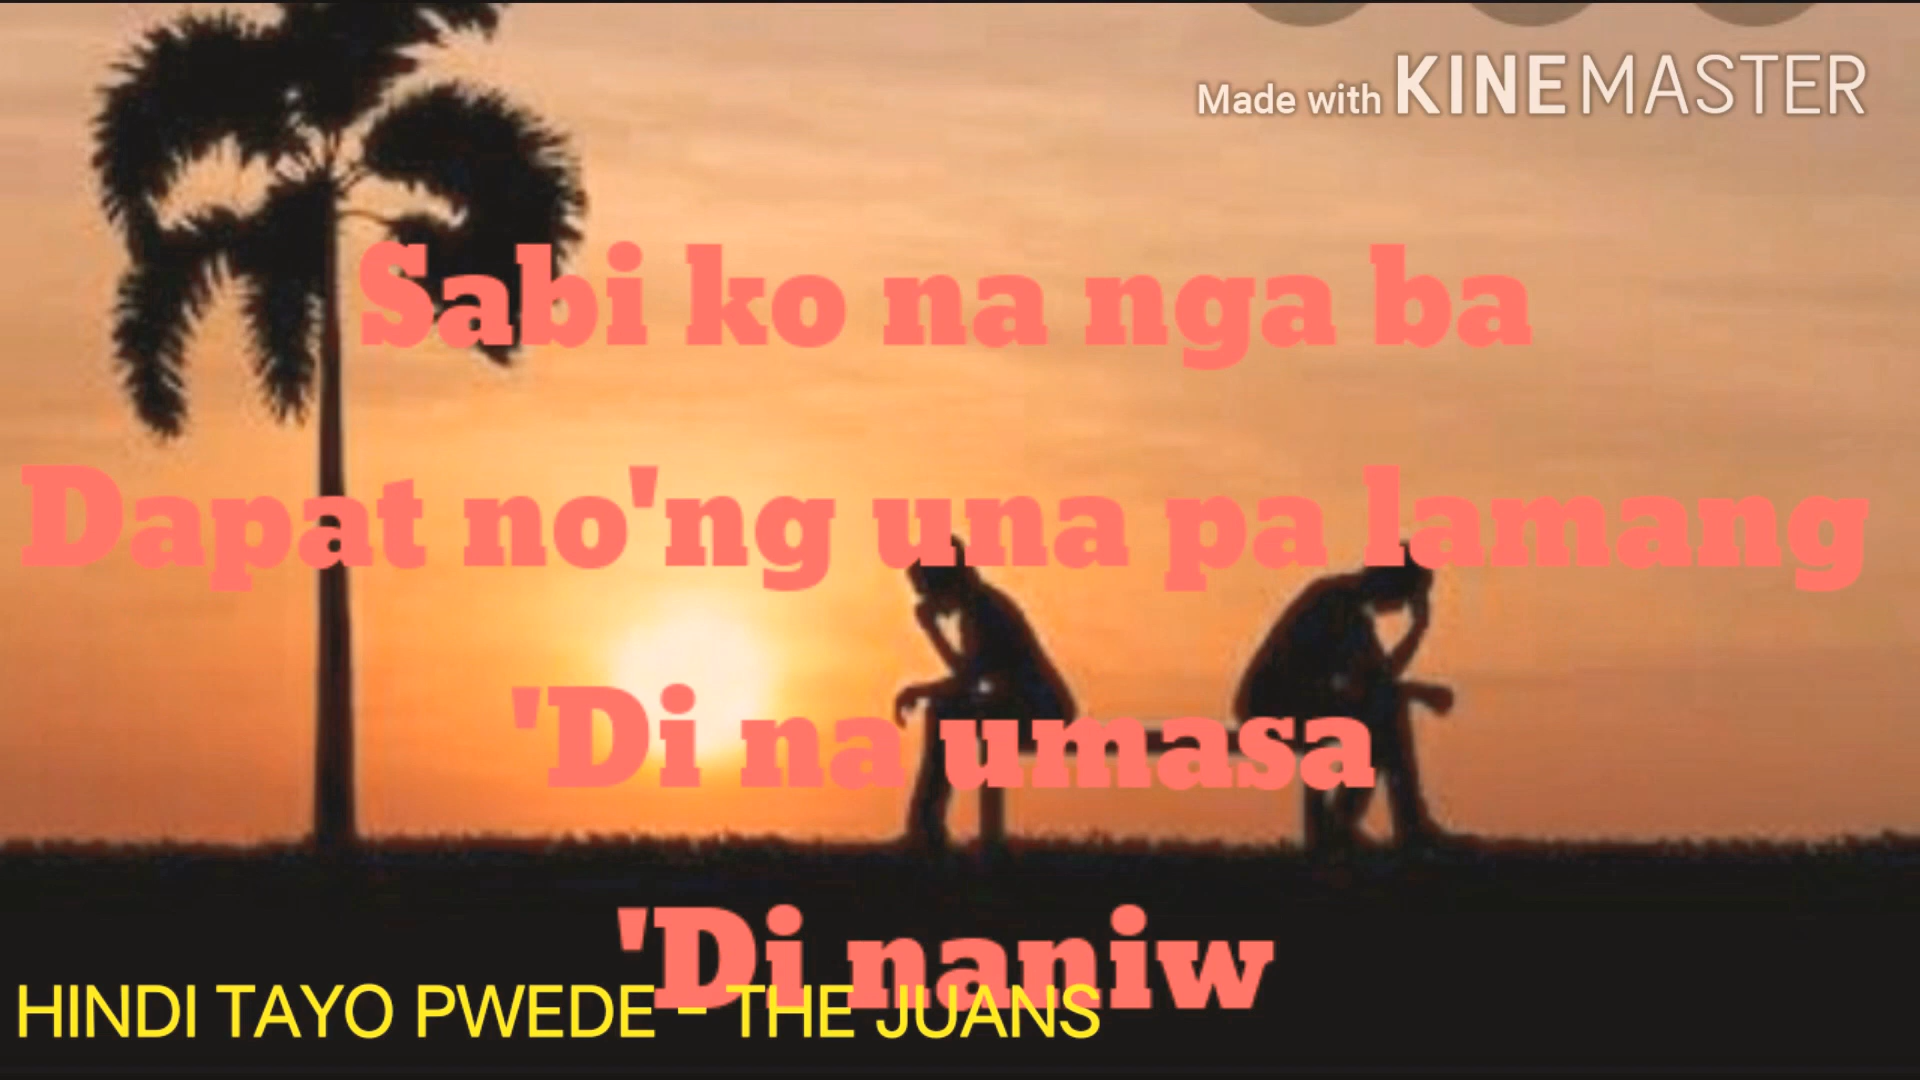 Made with KINEMASTER
Sabi ko na nga ba
Dapat no'ng una pa lamang
'Di na umasa
'Di naniw
HINDI TAYO PWEDE - THE JUANS